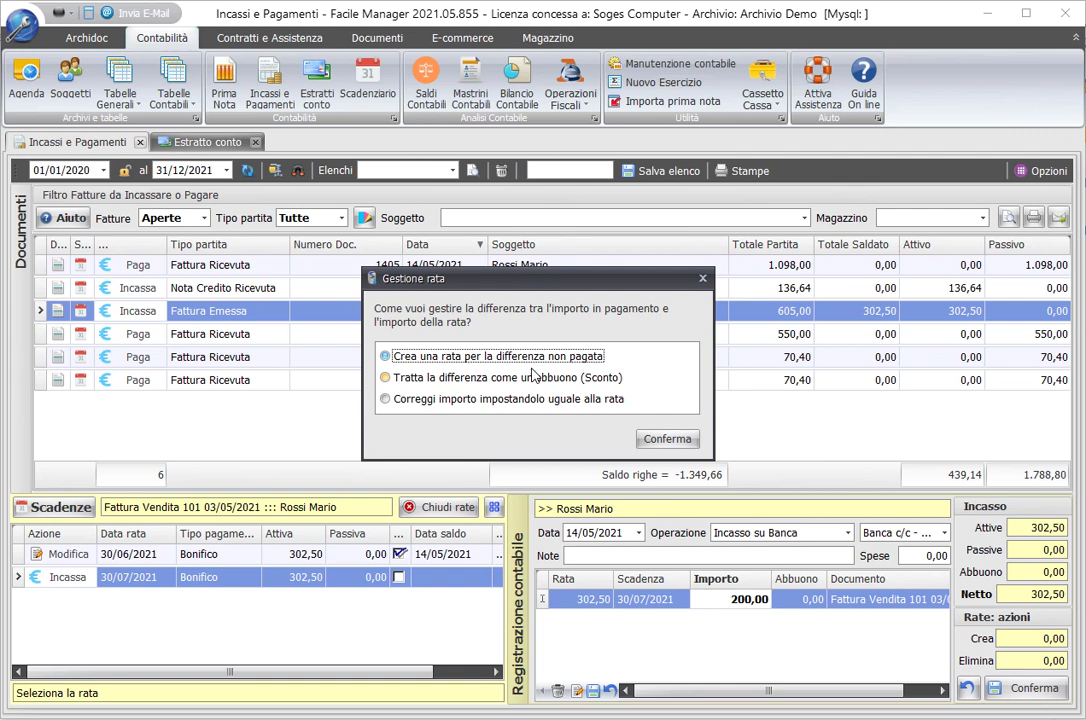 Invia E-Mail
Incassi e Pagamenti - Facile Manager 2021.05.855 - Licenza concessa a: Soges Computer - Archivio: Archivio Demo [Mysql: ]
Archidoc Contabilità Contratti e Assistenza Documenti E-commerce Magazzino
Agenda Soggetti Tabelle Generali Tabelle Contabili
Archivi e tabelle
Prima Nota Incassi e Pagamenti Estratti conto 31 Scadenziario
Contabilità
Saldi Contabili Mastrini Contabili Bilancio Contabile Operazioni Fiscali
Analisi Contabile
Manutenzione contabile
Nuovo Esercizio
Importa prima nota
Cassetto Cassa
Utilità
Attiva Assistenza Guida On line
Aiuto
Incassi e Pagamenti Estratto conto
01/01/2020 al 31/12/2021 Elenchi Salva elenco Stampe Opzioni
Documenti
Filtro Fatture da Incassare o Pagare
Aiuto Fatture Aperte Tipo partita Tutte Soggetto Magazzino
D... S... ... Tipo partita Numero Doc. Data Soggetto Totale Partita Totale Saldato Attivo Passivo
Paga Fattura Ricevuta 1405 14/05/2021 Rossi Mario 1.098,00 0,00 0,00 1.098,00
Incassa Nota Credito Ricevuta 136,64 0,00 136,64 0,00
Incassa Fattura Emessa 605,00 302,50 302,50 0,00
Paga Fattura Ricevuta 550,00 0,00 0,00 550,00
Paga Fattura Ricevuta 70,40 0,00 0,00 70,40
Paga Fattura Ricevuta 70,40 0,00 0,00 70,40
6 Saldo righe = -1.349,66 439,14 1.788,80
Gestione rata
Come vuoi gestire la differenza tra l'importo in pagamento e
l'importo della rata?
Crea una rata per la differenza non pagata
Tratta la differenza come un abbuono (Sconto)
Correggi importo impostandolo uguale alla rata
Conferma
Scadenze Fattura Vendita 101 03/05/2021 ::: Rossi Mario Chiudi rate
Azione Data rata Tipo pagame... Attiva Passiva ... Data saldo ..
Modifica 30/06/2021 Bonifico 302,50 0,00 14/05/2021
Incassa 30/07/2021 Bonifico 302,50 0,00
Seleziona la rata
Registrazione contabile
>> Rossi Mario
Data 14/05/2021 Operazione Incasso su Banca Banca c/c - ...
Note Spese 0,00
Rata Scadenza Importo Abbuono Documento
302,50 30/07/2021 200,00 0,00 Fattura Vendita 101 03/
Incasso
Attive 302,50
Passive 0,00
Abbuono 0,00
Netto 302,50
Rate: azioni
Crea 0,00
Elimina 0,00
Conferma